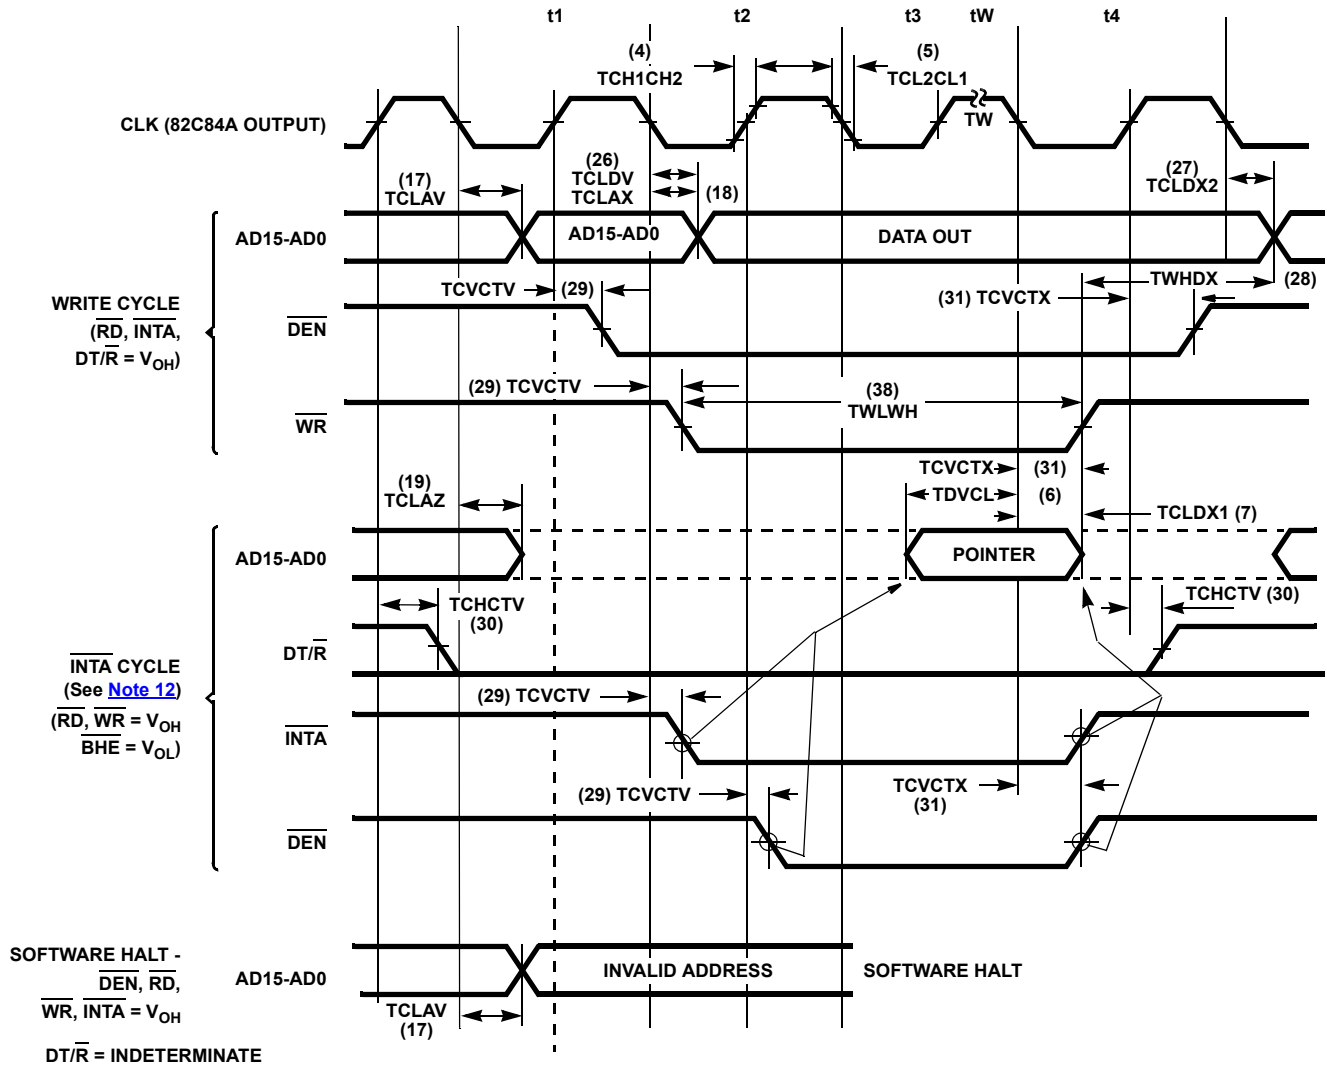 t1 t2 t3 tW t4
(4)
TCH1CH2
(5)
TCL2CL1
CLK (82C84A OUTPUT)
TW
(17)
TCLAV
(26)
TCLDV
TCLAX
(18)
(27)
TCLDX2
AD15-AD0
AD15-AD0
DATA OUT
WRITE CYCLE
(RD, INTA,
DT/R = VOH)
TCVCTV (29)
TWHDX
(28)
(31) TCVCTX
DEN
(29) TCVCTV
(38)
TWLWH
WR
TCVCTX (31)
TDVCL (6)
(19)
TCLAZ
TCLDX1 (7)
AD15-AD0
POINTER
TCHCTV
(30)
TCHCTV (30)
DT/R
INTA CYCLE
(See Note 12)
(RD, WR = VOH
BHE = VOL)
(29) TCVCTV
INTA
TCVCTX
(31)
(29) TCVCTV
DEN
SOFTWARE HALT -
DEN, RD,
WR, INTA = VOH
DT/R = INDETERMINATE
AD15-AD0
INVALID ADDRESS
SOFTWARE HALT
TCLAV
(17)